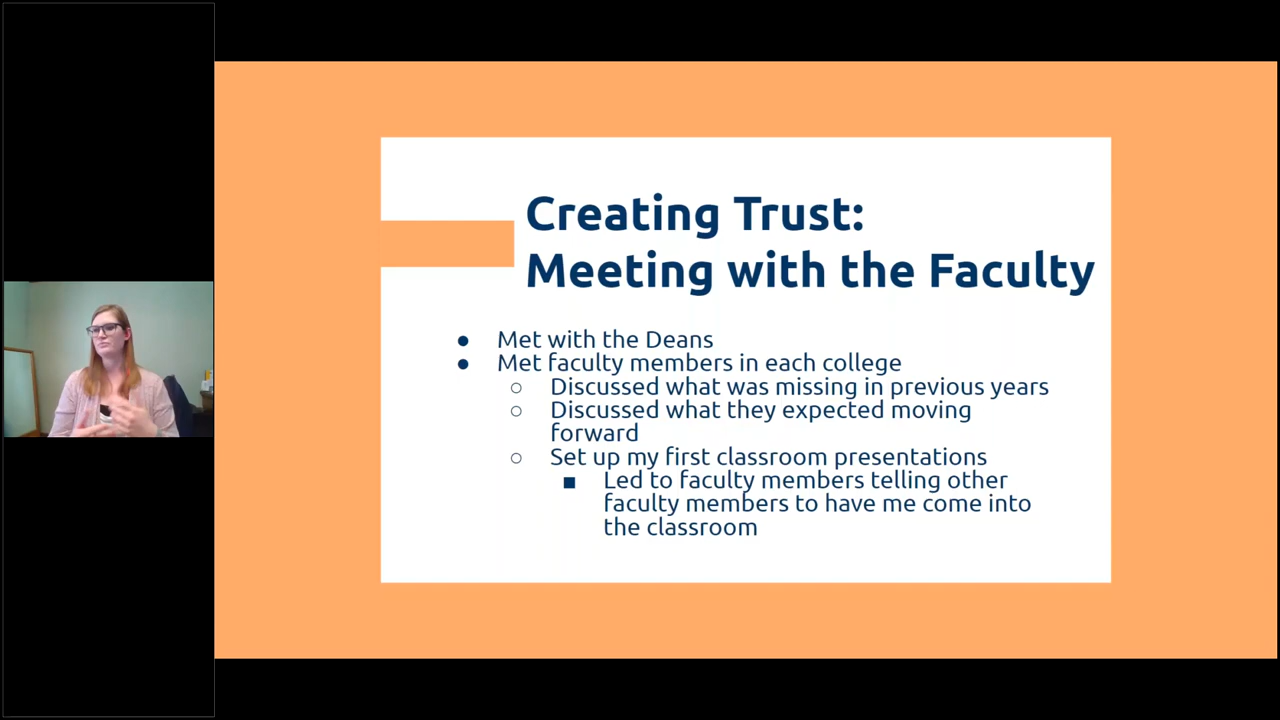 Creating Trust:
Meeting with the Faculty
● Met with the Deans
● Met faculty members in each college
○ Discussed what was missing in previous years
○ Discussed what they expected moving
forward
○ Set up my first classroom presentations
■ Led to faculty members telling other
faculty members to have me come into
the classroom